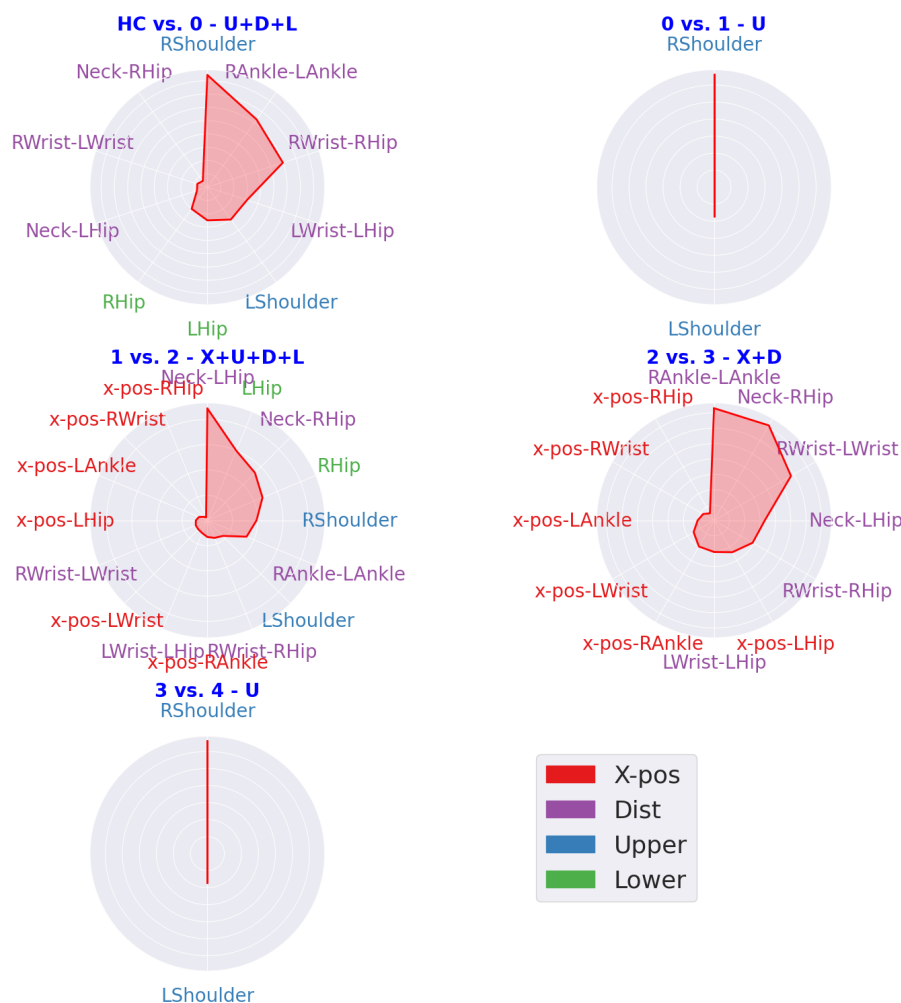 HC vs. 0 - U+D+L
RShoulder
Neck-RHip
RAnkle-LAnkle
RWrist-LWrist
RWrist-RHip
Neck-LHip
LWrist-LHip
RHip
LShoulder
LHip
0 vs. 1 - U
RShoulder
LShoulder
1 vs. 2 - X+U+D+L
Neck-LHip
x-pos-RHip
LHip
x-pos-RWrist
Neck-RHip
x-pos-LAnkle
RHip
x-pos-LHip
RShoulder
RWrist-LWrist
RAnkle-LAnkle
x-pos-LWrist
LShoulder
LWrist-LHip
RWrist-RHip
x-pos-RAnkle
2 vs. 3 - X+D
RAnkle-LAnkle
x-pos-RHip
Neck-RHip
x-pos-RWrist
RWrist-LWrist
x-pos-LAnkle
Neck-LHip
x-pos-LWrist
RWrist-RHip
x-pos-RAnkle
x-pos-LHip
LWrist-LHip
3 vs. 4 - U
RShoulder
LShoulder
X-pos
Dist
Upper
Lower